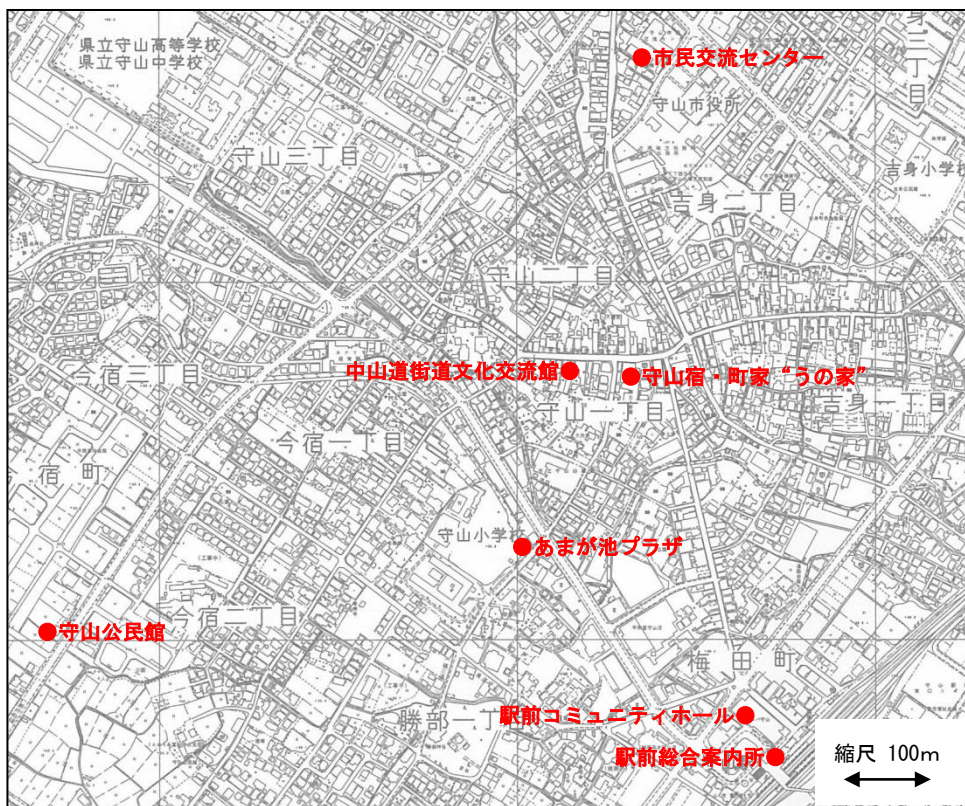 県立守山高等学校
県立守山中学校
市民交流センター
守山市役所
身三丁目
守山三丁目
吉身小学校
吉身二丁目
守山二丁目
今宿三丁目
中山道街道文化交流館
守山宿・町家“うの家”
守山一丁目
吉身一丁目
今宿一丁目
宿町
守山小学校
あまが池プラザ
今宿二丁目
守山公民館
梅田町
勝部一丁
駅前コミュニティホール
駅前総合案内所
縮尺 100m